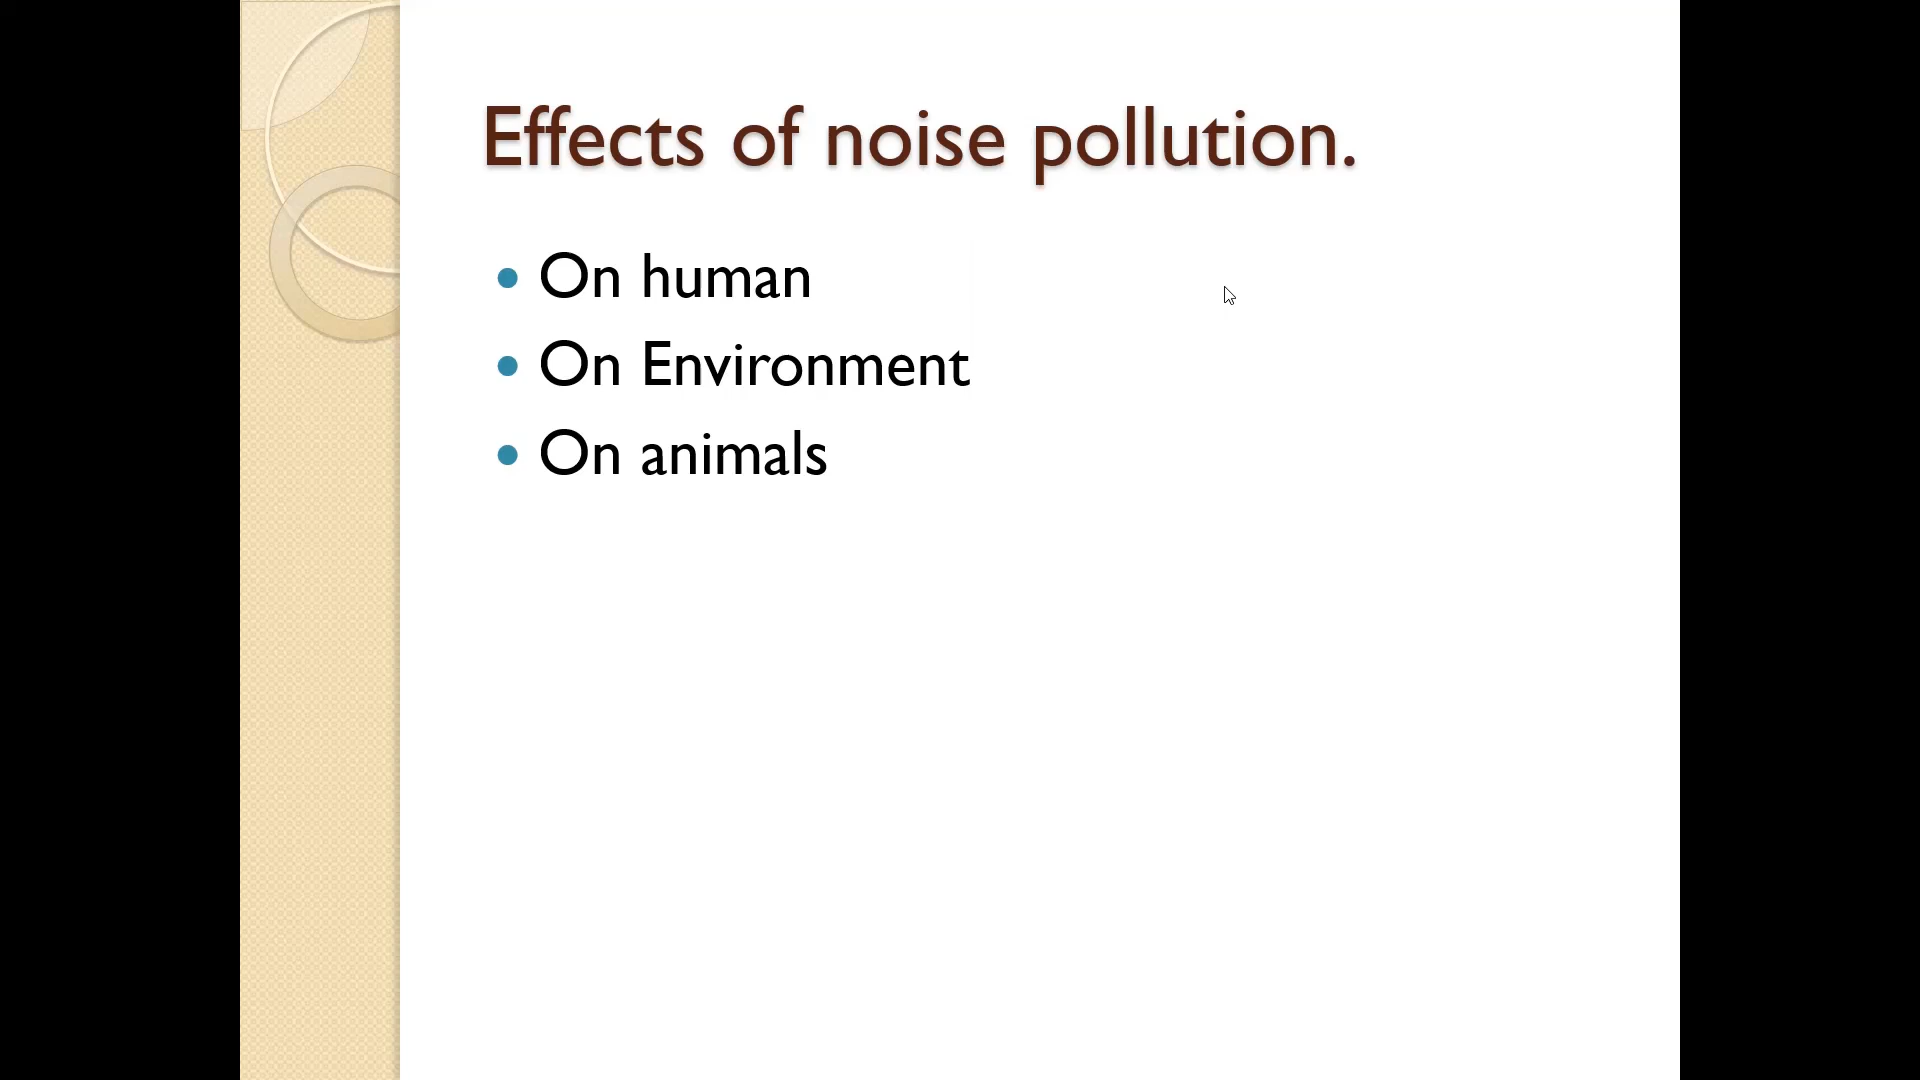 Effects of noise pollution.
• On human
• On Environment
• On animals